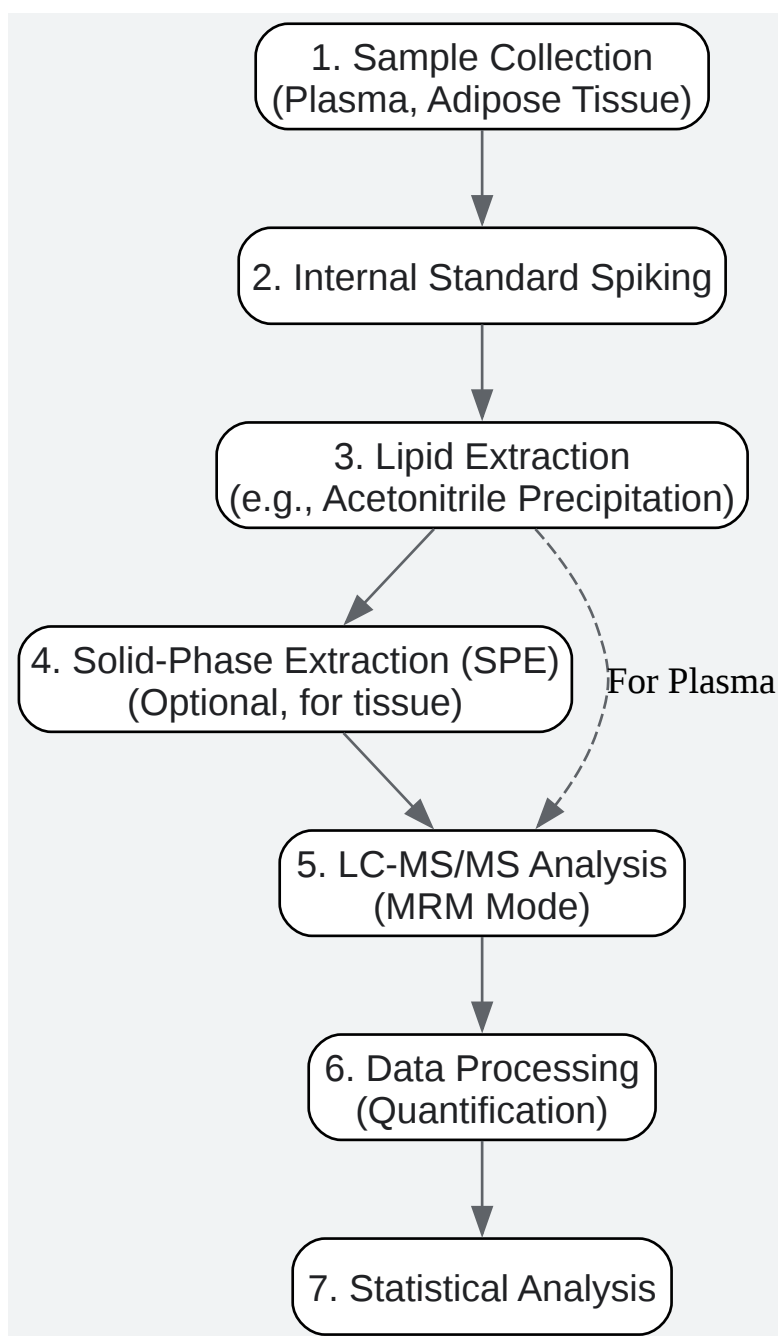 1. Sample Collection
(Plasma, Adipose Tissue)
2. Internal Standard Spiking
3. Lipid Extraction
(e.g., Acetonitrile Precipitation)
4. Solid-Phase Extraction (SPE)
(Optional, for tissue)
For Plasma
5. LC-MS/MS Analysis
(MRM Mode)
6. Data Processing
(Quantification)
7. Statistical Analysis